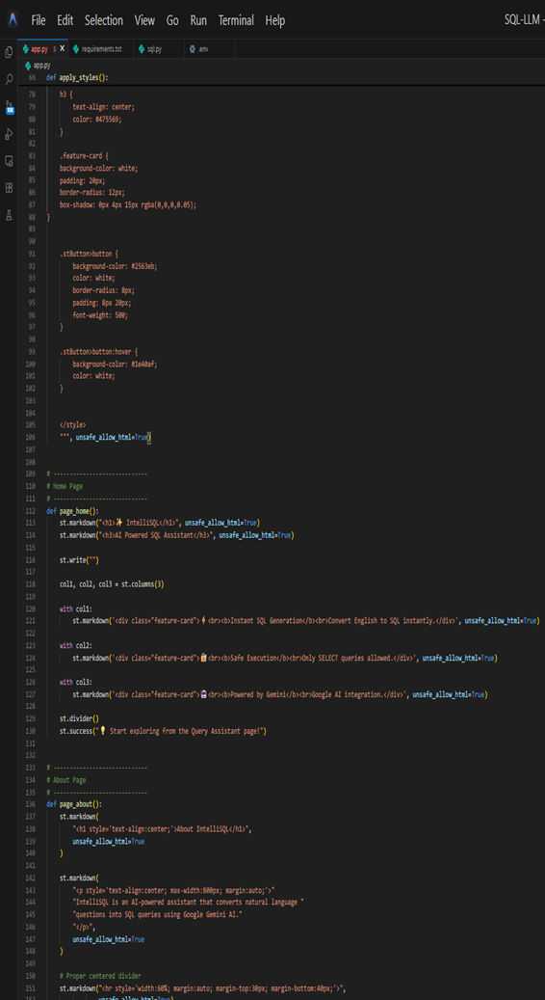 File Edit Selection View Go Run Terminal Help SQL-LLM -
app.py 5 X requirements.txt sql.py .env
app.py
66 def apply_styles():
78 h3 {
79 text-align: center;
80 color: #475569;
81 }
82
83 .feature-card {
84 background-color: white;
85 padding: 20px;
86 border-radius: 12px;
87 box-shadow: 0px 4px 15px rgba(0,0,0,0.05);
88 }
89
90
91 .stButton>button {
92 background-color: #2563eb;
93 color: white;
94 border-radius: 8px;
95 padding: 8px 20px;
96 font-weight: 500;
97 }
98
99 .stButton>button:hover {
100 background-color: #1e40af;
101 color: white;
102 }
103
104
105 </style>
106 """, unsafe_allow_html=True)
107
108
109 # -----------------------------
110 # Home Page
111 # -----------------------------
112 def page_home():
113 st.markdown("<h1>✨ IntelliSQL</h1>", unsafe_allow_html=True)
114 st.markdown("<h3>AI Powered SQL Assistant</h3>", unsafe_allow_html=True)
115
116 st.write("")
117
118 col1, col2, col3 = st.columns(3)
119
120 with col1:
121 st.markdown('<div class="feature-card">⚡<br><b>Instant SQL Generation</b><br>Convert English to SQL instantly.</div>', unsafe_allow_html=True)
122
123 with col2:
124 st.markdown('<div class="feature-card">🔒<br><b>Safe Execution</b><br>Only SELECT queries allowed.</div>', unsafe_allow_html=True)
125
126 with col3:
127 st.markdown('<div class="feature-card">🤖<br><b>Powered by Gemini</b><br>Google AI integration.</div>', unsafe_allow_html=True)
128
129 st.divider()
130 st.success("💡 Start exploring from the Query Assistant page!")
131
132
133 # -----------------------------
134 # About Page
135 # -----------------------------
136 def page_about():
137 st.markdown(
138 "<h1 style='text-align:center;'>About IntelliSQL</h1>",
139 unsafe_allow_html=True
140 )
141
142 st.markdown(
143 "<p style='text-align:center; max-width:800px; margin:auto;'>"
144 "IntelliSQL is an AI-powered assistant that converts natural language "
145 "questions into SQL queries using Google Gemini AI."
146 "</p>",
147 unsafe_allow_html=True
148 )
149
150 # Proper centered divider
151 st.markdown("<hr style='width:60%; margin:auto; margin-top:30px; margin-bottom:40px;'>",